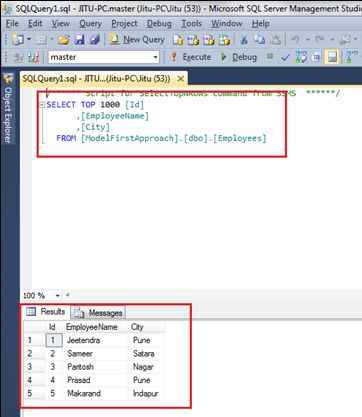 SQLQuery1.sql - JITU-PC.master (Jitu-PC\Jitu (53)) - Microsoft SQL Server Management Studio
File Edit View Query Project Debug Tools Window Help
New Query
master Execute Debug
SQLQuery1.sql - JITU...(Jitu-PC\Jitu (53))
Object Explorer
Script for SelectTopNRows command from SSMS ******/
SELECT TOP 1000 [Id]
,[EmployeeName]
,[City]
FROM [ModelFirstApproach].[dbo].[Employees]
100 %
Results Messages
Id EmployeeName City
1 1 Jeetendra Pune
2 2 Sameer Satara
3 3 Pantosh Nagar
4 4 Prasad Pune
5 5 Makarand Indapur